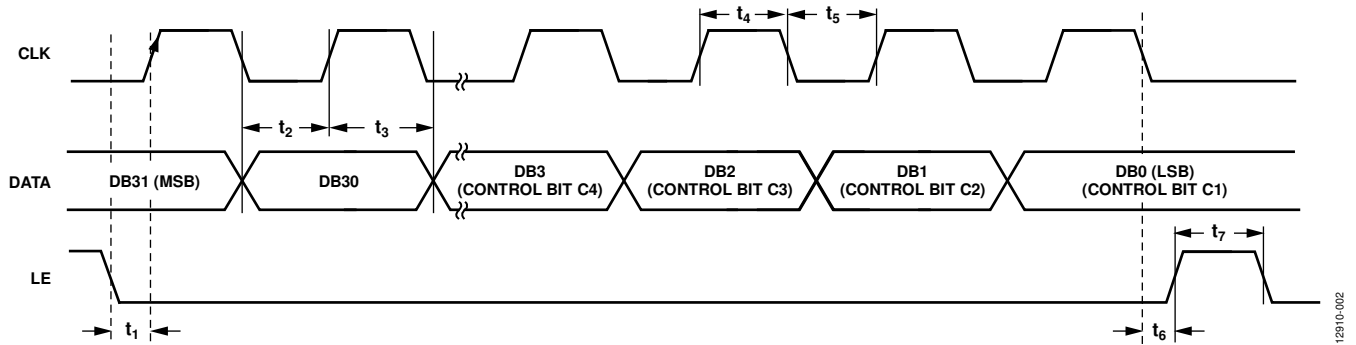 t4
t5
CLK
t2
t3
DATA
DB31 (MSB)
DB30
DB3
(CONTROL BIT C4)
DB2
(CONTROL BIT C3)
DB1
(CONTROL BIT C2)
DB0 (LSB)
(CONTROL BIT C1)
LE
t7
t1
t6
12910-002